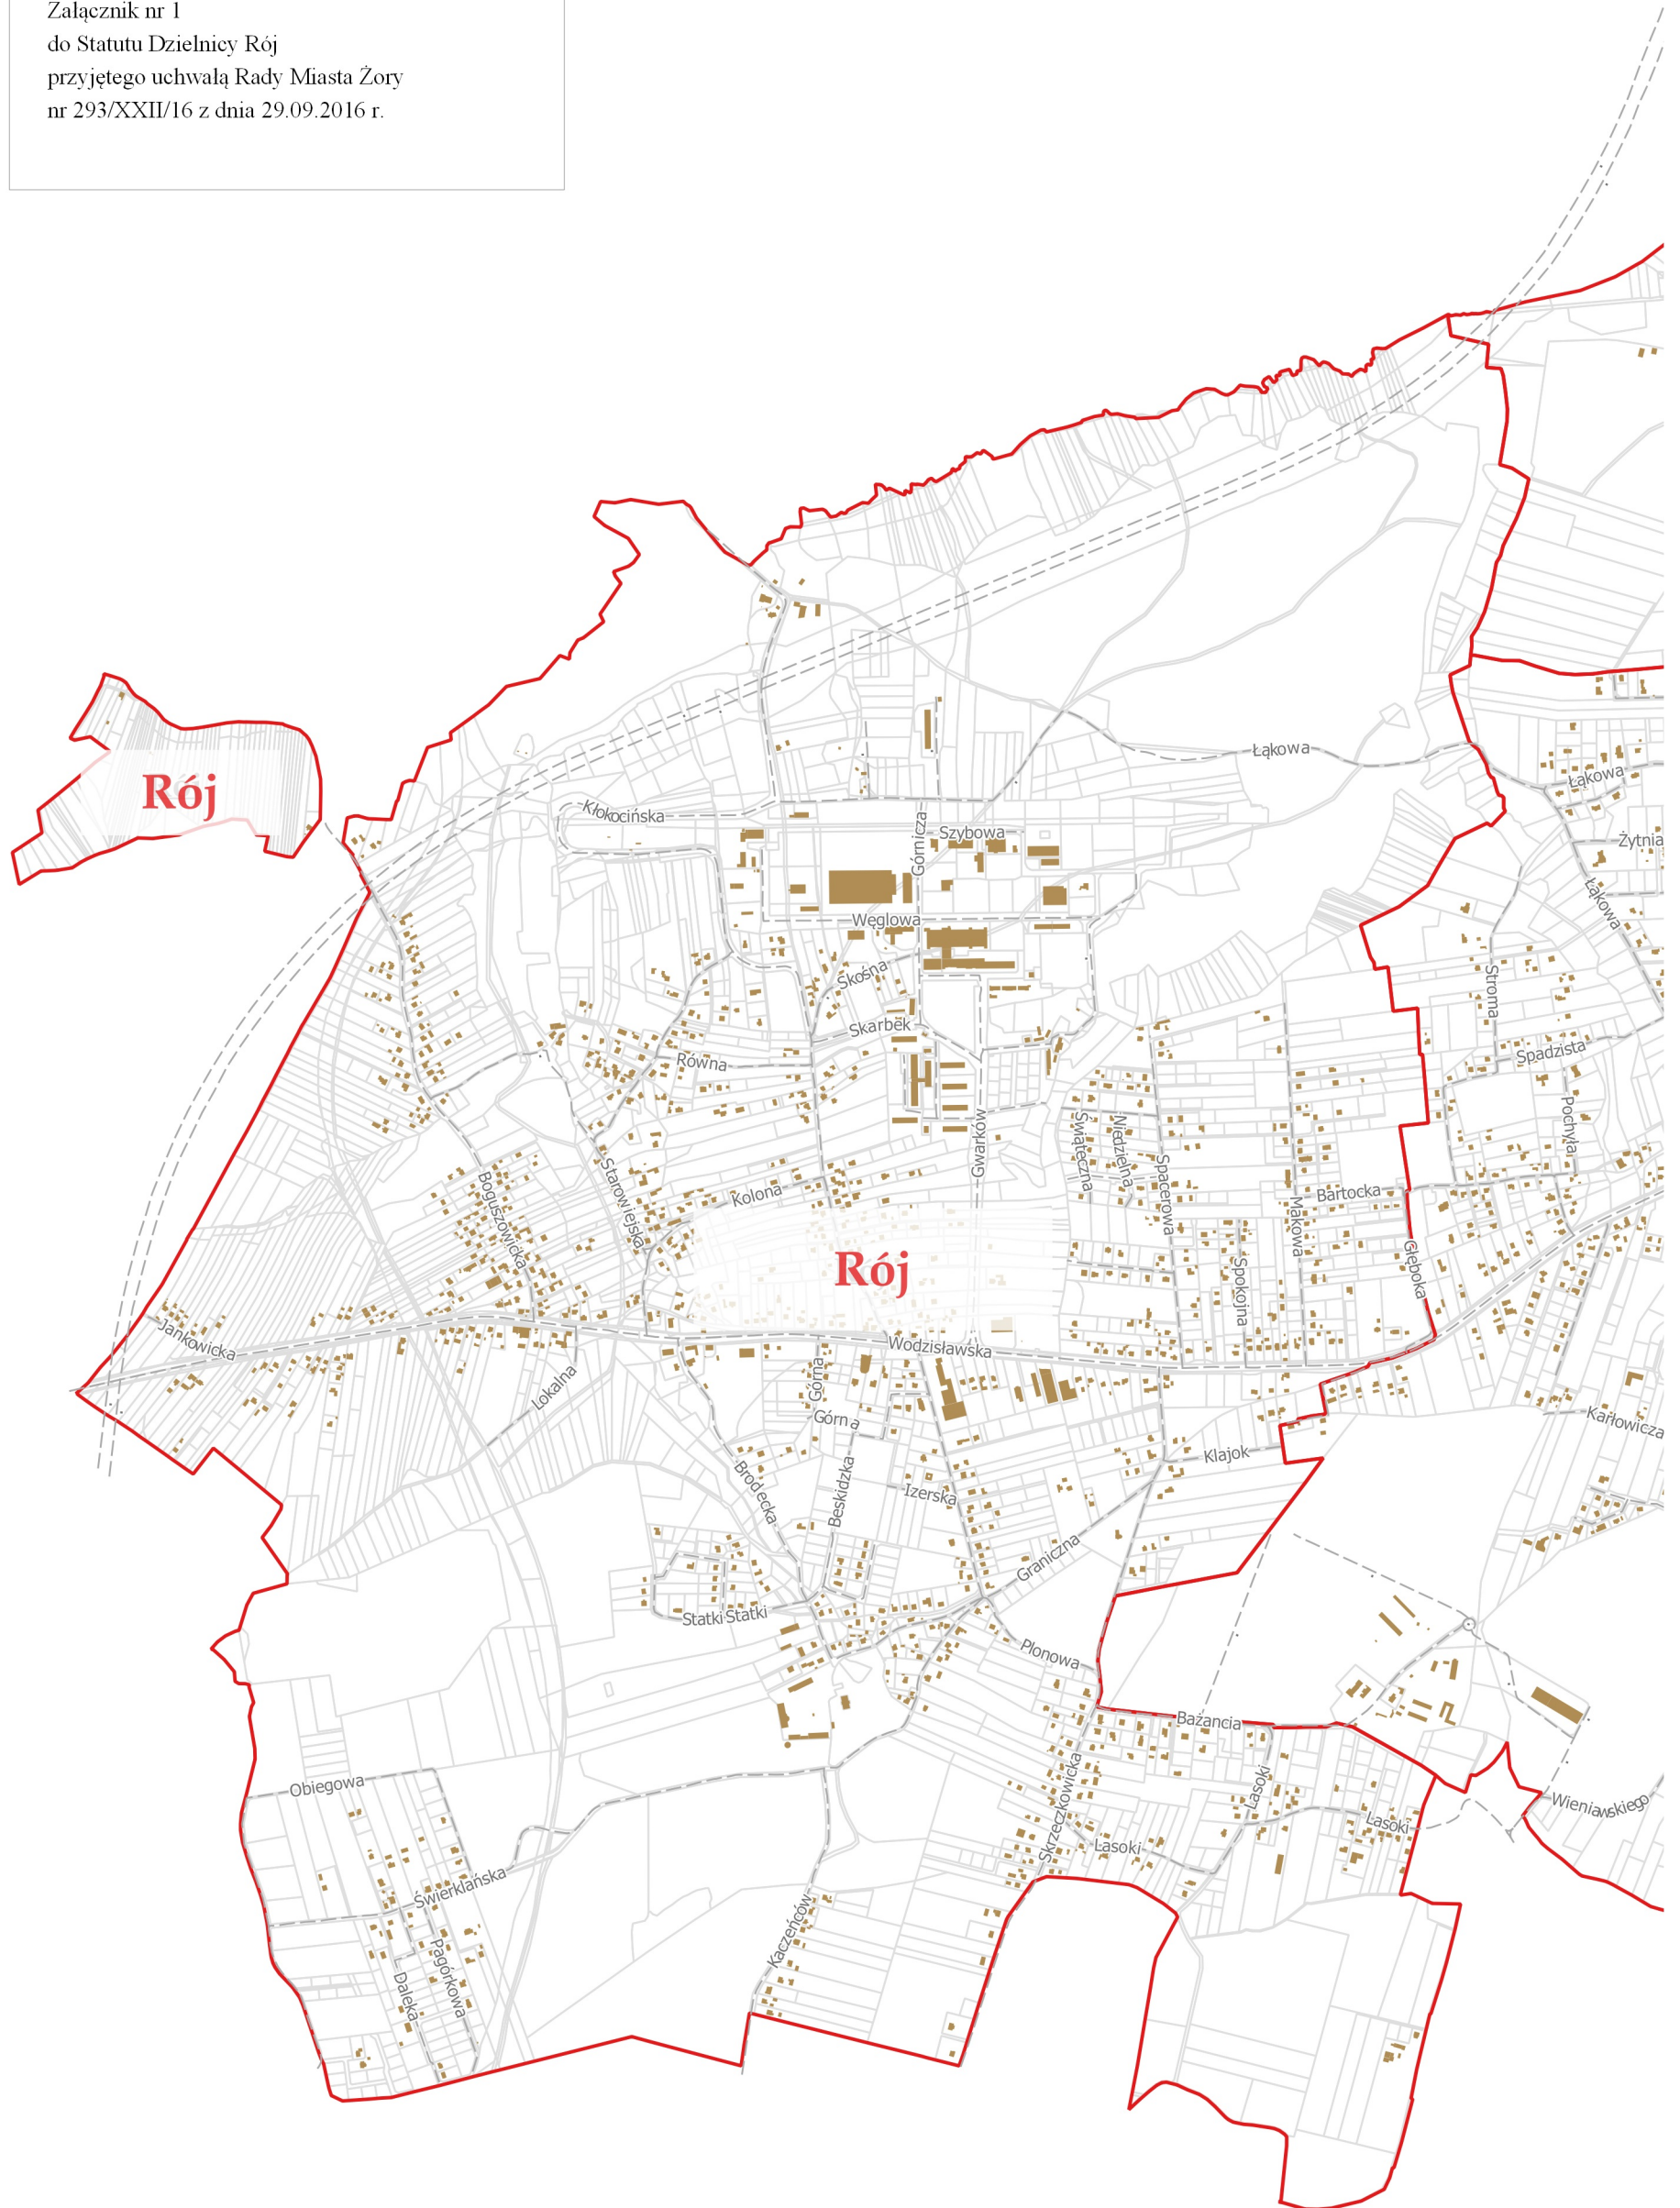 Załącznik nr 1
do Statutu Dzielnicy Rój
przyjętego uchwałą Rady Miasta Żory
nr 293/XXII/16 z dnia 29.09.2016 r.
Łąkowa
Łąkowa
Rój
Kłokocińska
Górnicza
Szybowa
Żytnia
Łąkowa
Węglowa
Skośna
Stroma
Skarbek
Równa
Spadzista
Pochyła
Świąteczna
Niedzielna
Gwarków
Spacerowa
Starowiejska
Boguszowicka
Kolona
Bartocka
Makowa
Rój
Spokojna
Głęboka
Jankowicka
Wodzisławska
Lokalna
Górna
Górna
Karłowicza
Klajok
Brodecka
Beskidzka
Izerska
Graniczna
Statki Statki
Plonowa
Bażancia
Obiegowa
Skrzeczkowicka
Lasoki
Wieniawskiego
Lasoki
Lasoki
Świerklańska
Kaczeńców
Pagórkowa
Daleka